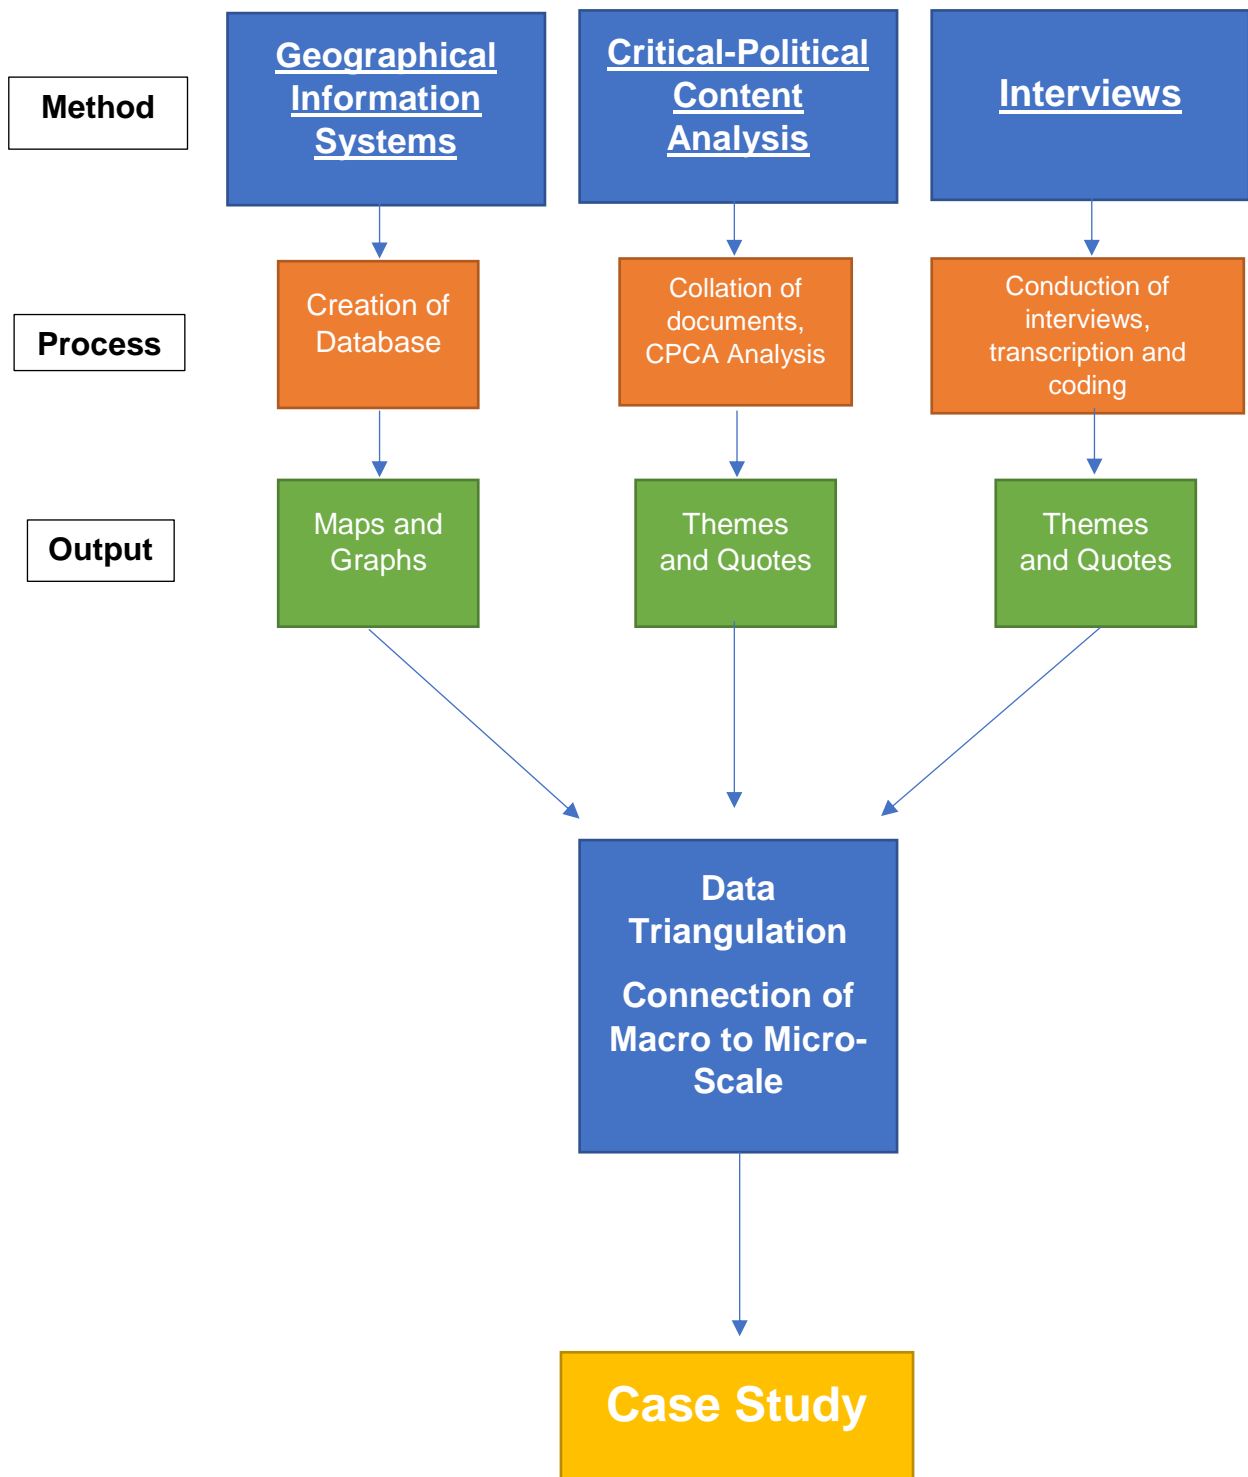 Method
Geographical
Information
Systems
Critical-Political
Content
Analysis
Interviews
Process
Creation of
Database
Collation of
documents,
CPCA Analysis
Conduction of
interviews,
transcription and
coding
Output
Maps and
Graphs
Themes
and Quotes
Themes
and Quotes
Data
Triangulation
Connection of
Macro to Micro-
Scale
Case Study